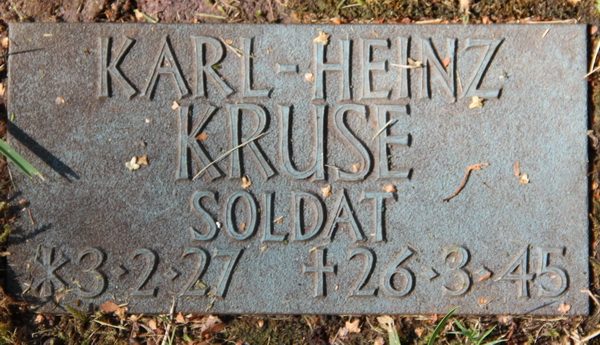 KARL-HEINZ
KRUSE
SOLDAT
*3·2·27 †26·3·45